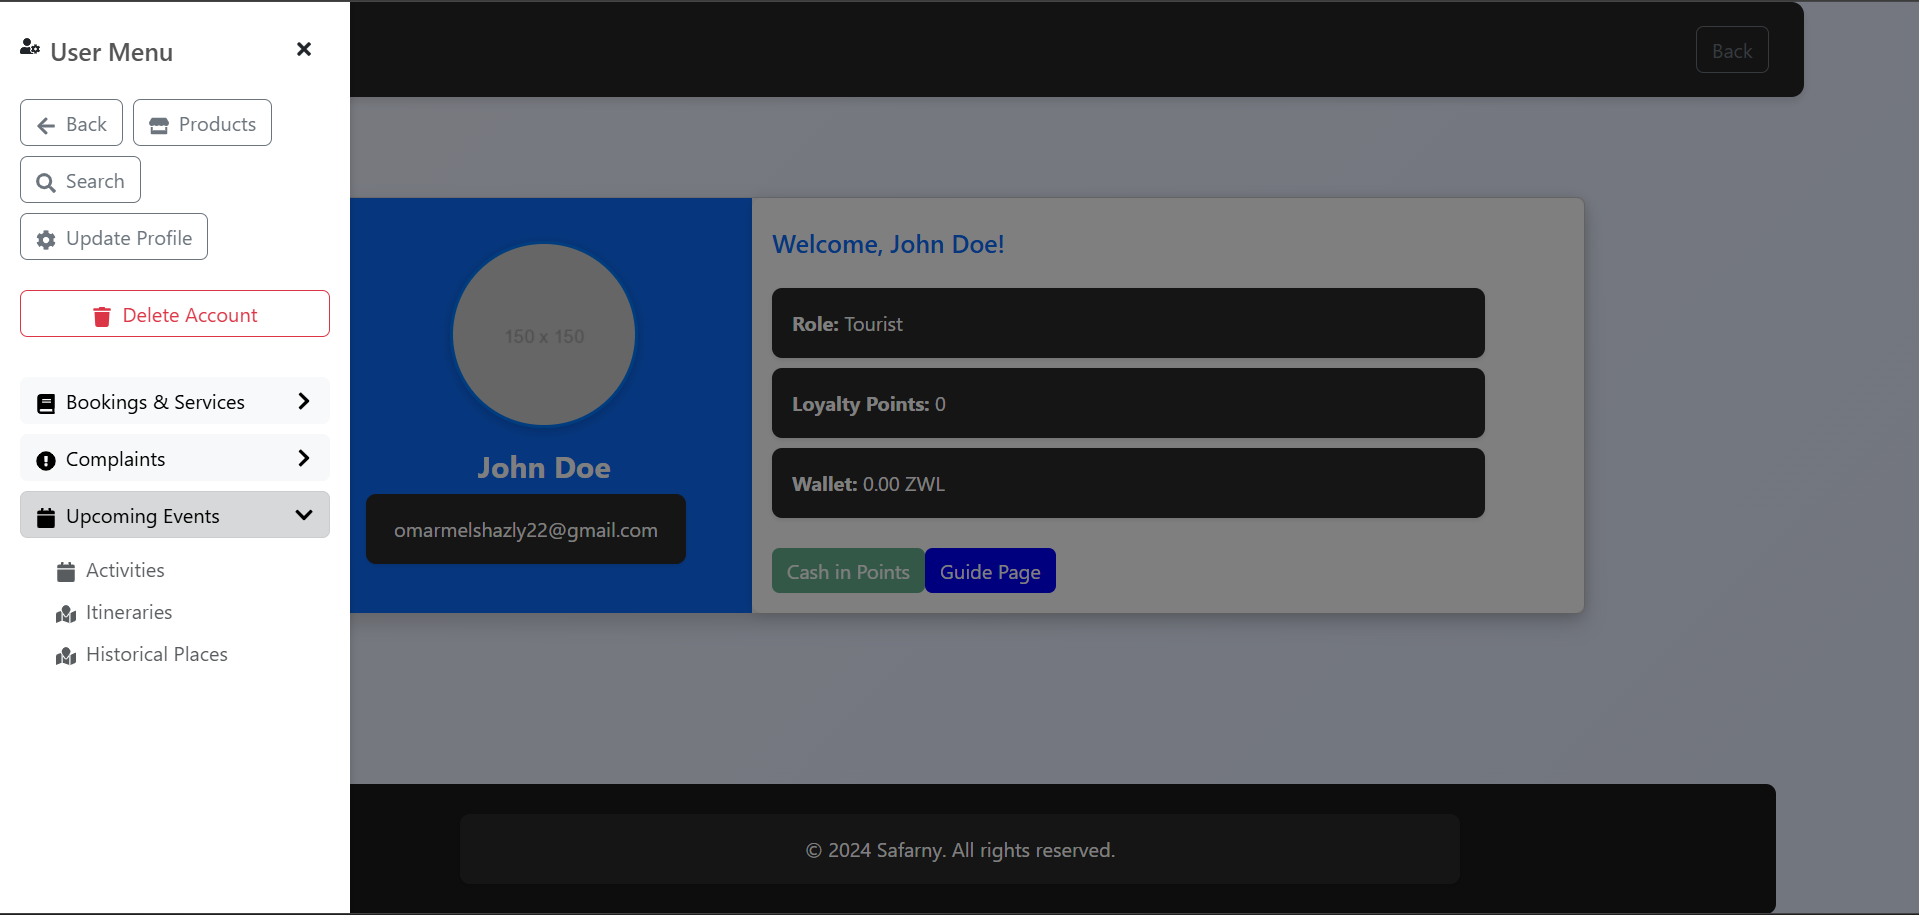 User Menu
Back
Products
Search
Update Profile
Delete Account
Bookings & Services
Complaints
Upcoming Events
Activities
Itineraries
Historical Places
Back
150 x 150
John Doe
omarmelshazly22@gmail.com
Welcome, John Doe!
Role: Tourist
Loyalty Points: 0
Wallet: 0.00 ZWL
Cash in Points
Guide Page
© 2024 Safarny. All rights reserved.